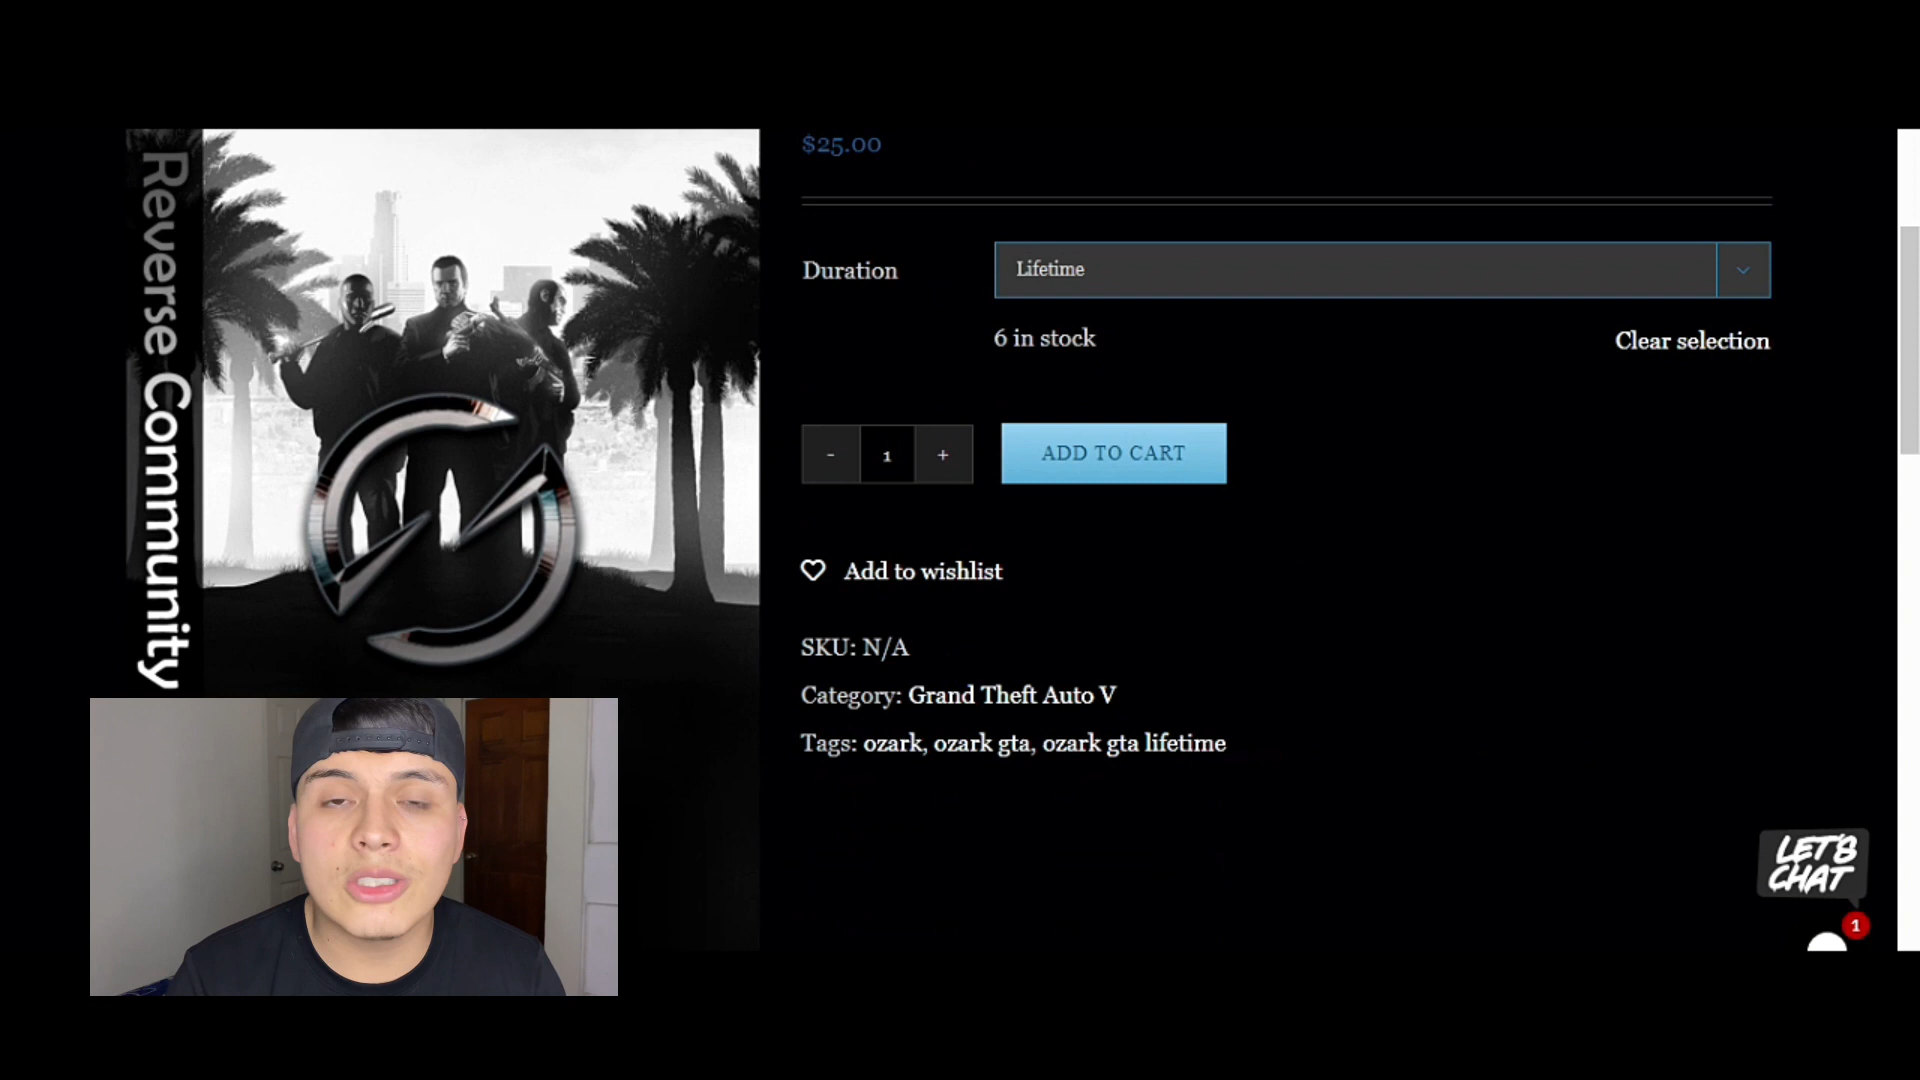 Reverse Community
$25.00
Duration
Lifetime
6 in stock
Clear selection
- 1 +
ADD TO CART
Add to wishlist
SKU: N/A
Category: Grand Theft Auto V
Tags: ozark, ozark gta, ozark gta lifetime
LET'S
CHAT
1